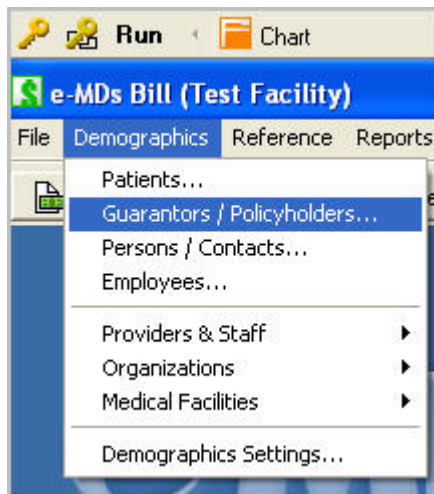 Run Chart
e-MDs Bill (Test Facility)
File Demographics Reference Reports
Patients...
Guarantors / Policyholders...
Persons / Contacts...
Employees...
Providers & Staff
Organizations
Medical Facilities
Demographics Settings...